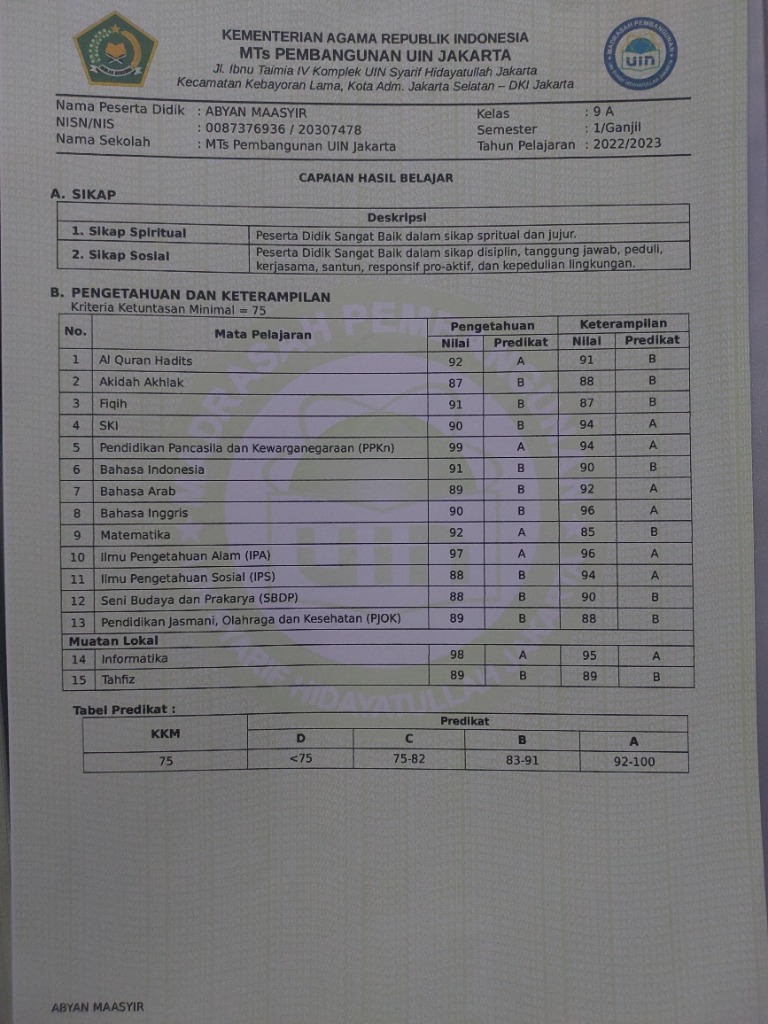 KEMENTERIAN AGAMA REPUBLIK INDONESIA
MTs PEMBANGUNAN UIN JAKARTA
Jl. Ibnu Taimia IV Komplek UIN Syarif Hidayatullah Jakarta
Kecamatan Kebayoran Lama, Kota Adm. Jakarta Selatan – DKI Jakarta
MADRASAH PEMBANGUNAN
uin
Nama Peserta Didik : ABYAN MAASYIR Kelas : 9 A
NISN/NIS : 0087376936 / 20307478 Semester : 1/Ganjil
Nama Sekolah : MTs Pembangunan UIN Jakarta Tahun Pelajaran : 2022/2023
CAPAIAN HASIL BELAJAR
A. SIKAP
Deskripsi
1. Sikap Spiritual Peserta Didik Sangat Baik dalam sikap spritual dan jujur.
2. Sikap Sosial Peserta Didik Sangat Baik dalam sikap disiplin, tanggung jawab, peduli,
kerjasama, santun, responsif pro-aktif, dan kepedulian lingkungan.
B. PENGETAHUAN DAN KETERAMPILAN
Kriteria Ketuntasan Minimal = 75
No. Mata Pelajaran Pengetahuan Keterampilan
Nilai Predikat Nilai Predikat
1 Al Quran Hadits 92 A 91 B
2 Akidah Akhlak 87 B 88 B
3 Fiqih 91 B 87 B
4 SKI 90 B 94 A
5 Pendidikan Pancasila dan Kewarganegaraan (PPKn) 99 A 94 A
6 Bahasa Indonesia 91 B 90 B
7 Bahasa Arab 89 B 92 A
8 Bahasa Inggris 90 B 96 A
9 Matematika 92 A 85 B
10 Ilmu Pengetahuan Alam (IPA) 97 A 96 A
11 Ilmu Pengetahuan Sosial (IPS) 88 B 94 A
12 Seni Budaya dan Prakarya (SBDP) 88 B 90 B
13 Pendidikan Jasmani, Olahraga dan Kesehatan (PJOK) 89 B 88 B
Muatan Lokal
14 Informatika 98 A 95 A
15 Tahfiz 89 B 89 B
Tabel Predikat :
KKM Predikat
D C B A
75 <75 75-82 83-91 92-100
ABYAN MAASYIR